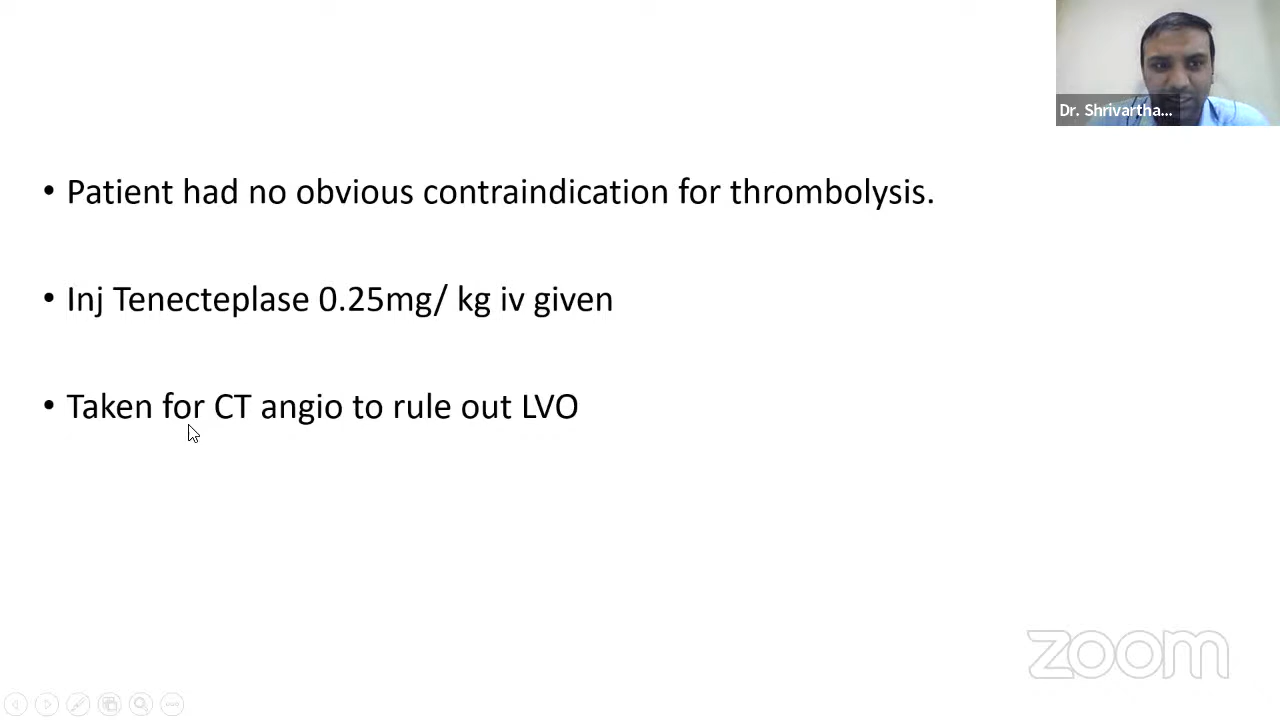 Dr. Shrivartha...
• Patient had no obvious contraindication for thrombolysis.
• Inj Tenecteplase 0.25mg/ kg iv given
• Taken for CT angio to rule out LVO
zoom